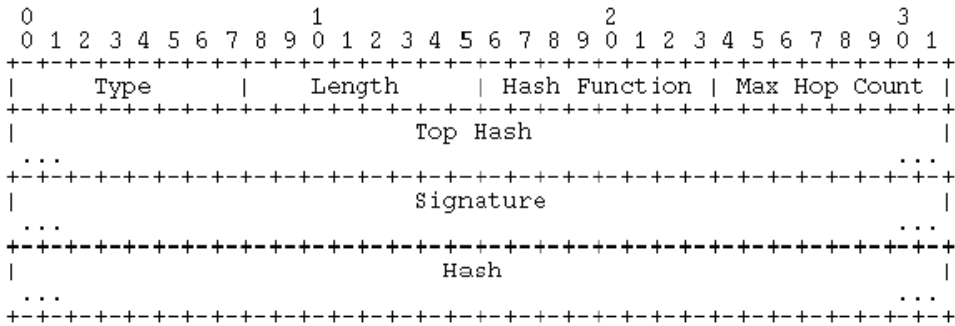 0                   1                   2                   3
 0 1 2 3 4 5 6 7 8 9 0 1 2 3 4 5 6 7 8 9 0 1 2 3 4 5 6 7 8 9 0 1
+-+-+-+-+-+-+-+-+-+-+-+-+-+-+-+-+-+-+-+-+-+-+-+-+-+-+-+-+-+-+-+-+
|     Type      |    Length     | Hash Function | Max Hop Count |
+-+-+-+-+-+-+-+-+-+-+-+-+-+-+-+-+-+-+-+-+-+-+-+-+-+-+-+-+-+-+-+-+
|                           Top Hash                            |
 ...                                                         ...
+-+-+-+-+-+-+-+-+-+-+-+-+-+-+-+-+-+-+-+-+-+-+-+-+-+-+-+-+-+-+-+-+
|                           Signature                           |
 ...                                                         ...
+-+-+-+-+-+-+-+-+-+-+-+-+-+-+-+-+-+-+-+-+-+-+-+-+-+-+-+-+-+-+-+-+
|                             Hash                              |
 ...                                                         ...
+-+-+-+-+-+-+-+-+-+-+-+-+-+-+-+-+-+-+-+-+-+-+-+-+-+-+-+-+-+-+-+-+